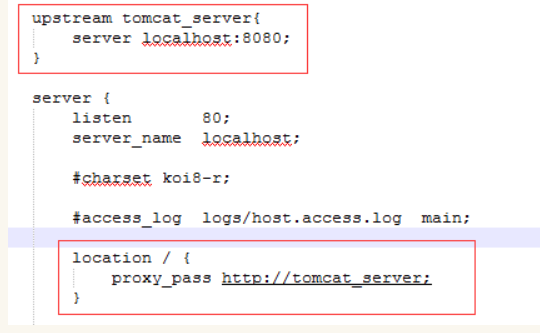 upstream tomcat_server{
    server localhost:8080;
}
server {
    listen       80;
    server_name  localhost;
    #charset koi8-r;
    #access_log  logs/host.access.log  main;
    location / {
        proxy_pass http://tomcat_server;
    }